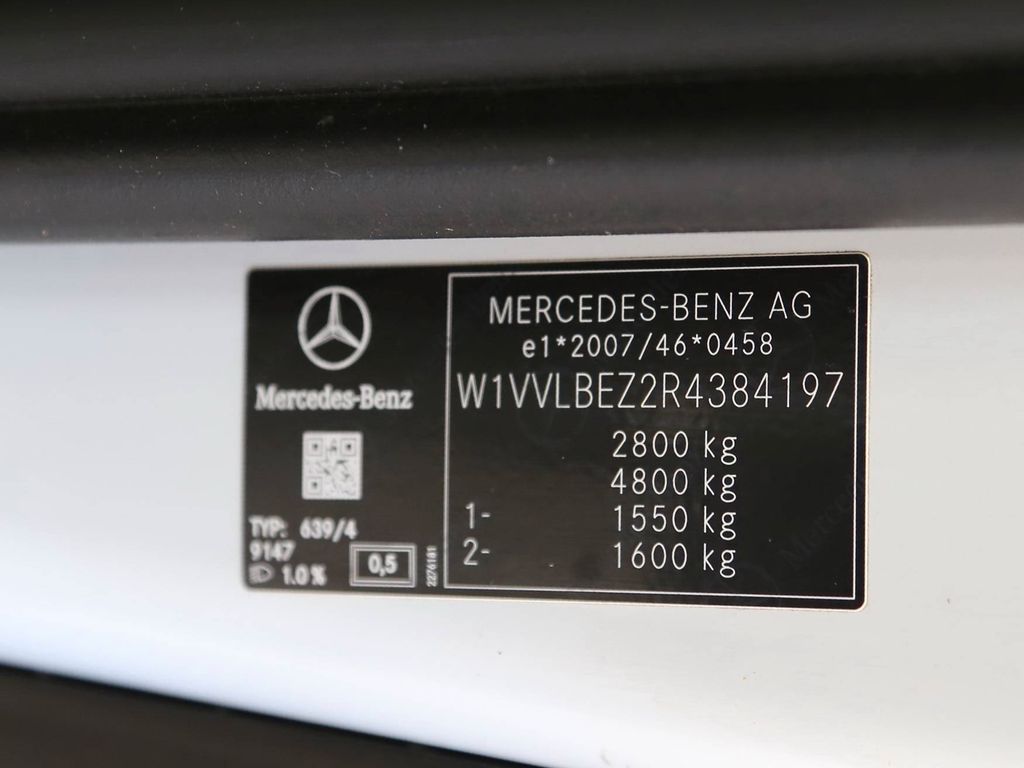 Mercedes-Benz
TYP: 639/4
9147
1.0 %
0,5
2276181
MERCEDES-BENZ AG
e1*2007/46*0458
W1VVLBEZ2R4384197
2800 kg
4800 kg
1- 1550 kg
2- 1600 kg